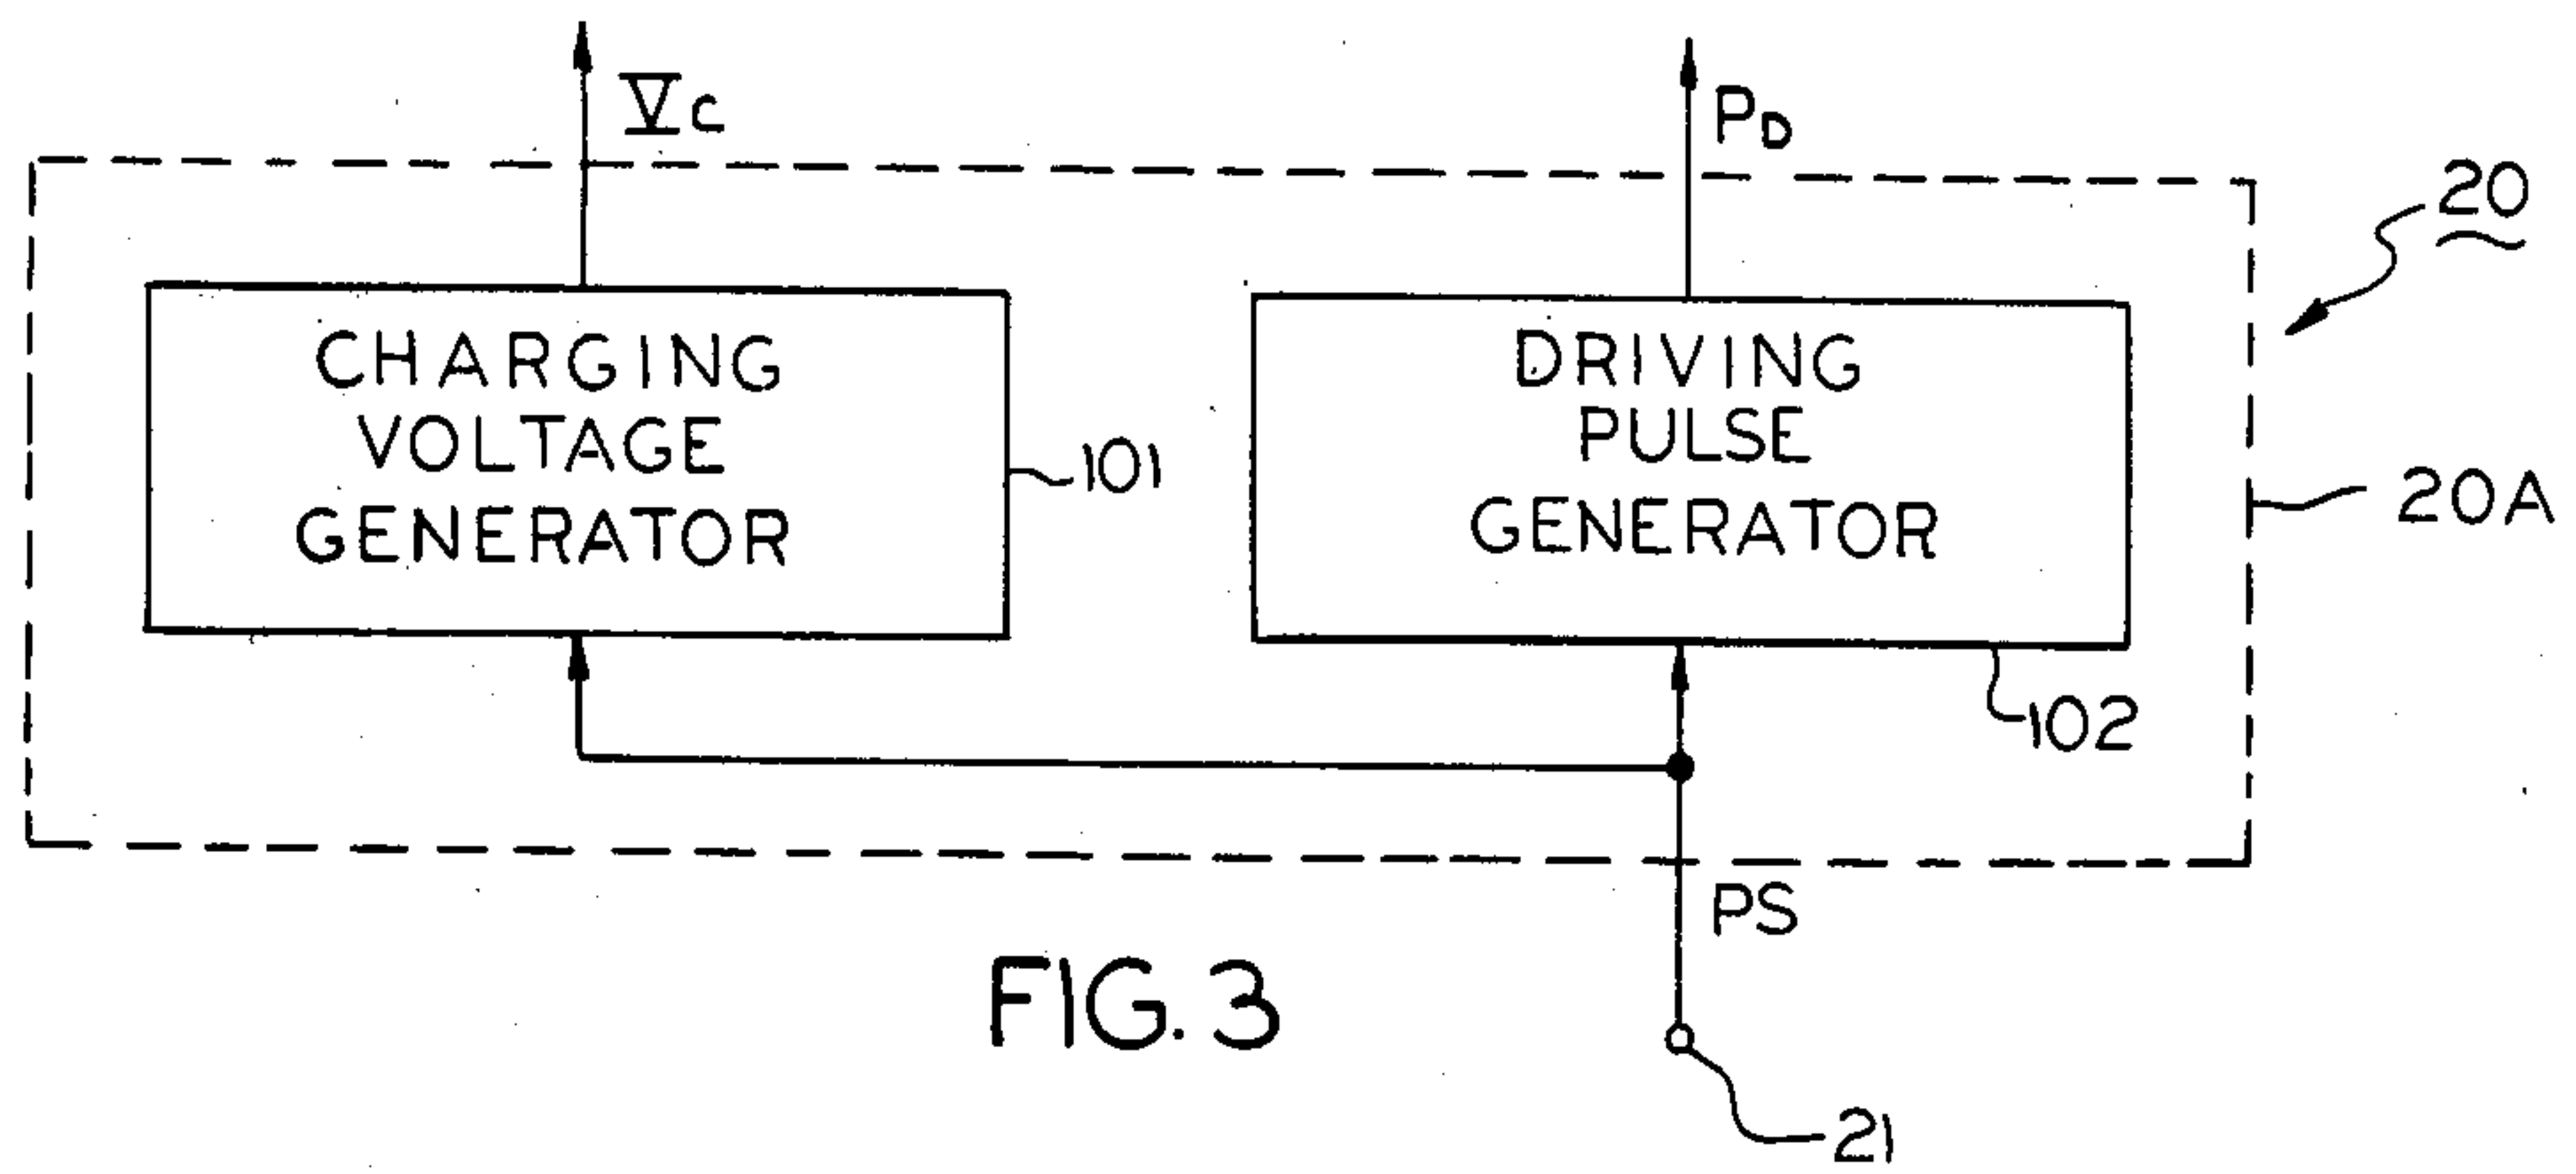 Vc
PD
20
CHARGING
VOLTAGE
GENERATOR
101
DRIVING
PULSE
GENERATOR
20A
102
PS
FIG. 3
21